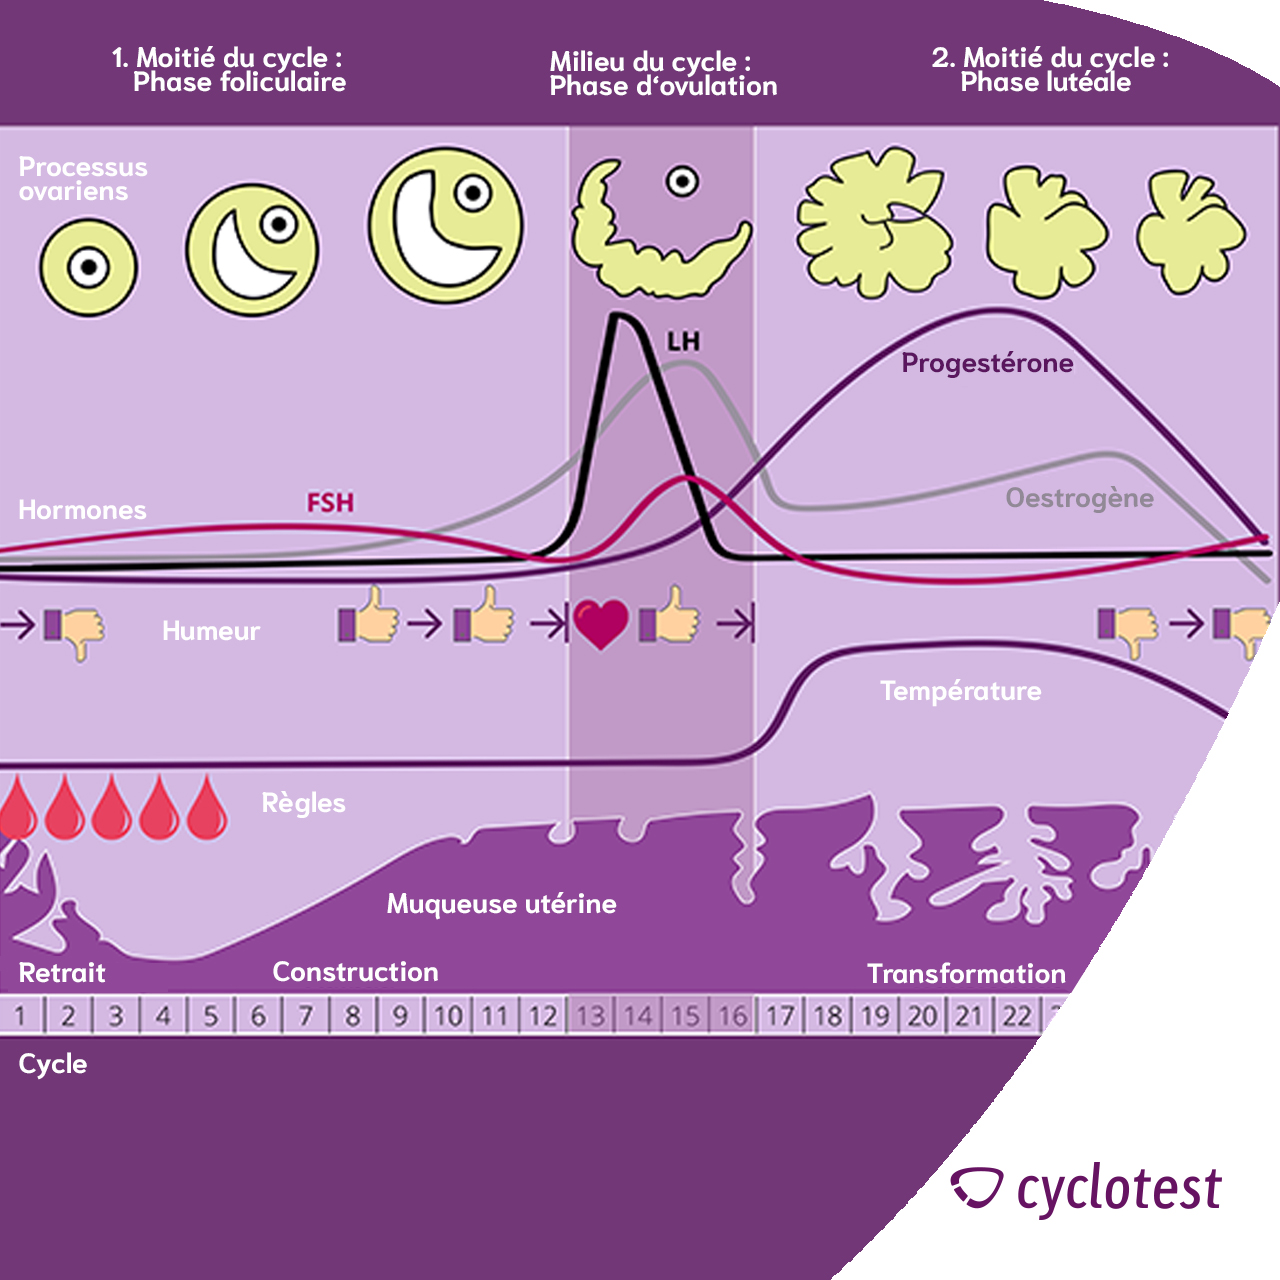 1. Moitié du cycle :
Phase foliculaire
Milieu du cycle :
Phase d‘ovulation
2. Moitié du cycle :
Phase lutéale
Processus
ovariens
LH
Progestérone
Hormones
FSH
Oestrogène
Humeur
Température
Règles
Muqueuse utérine
Retrait
Construction
Transformation
1 2 3 4 5 6 7 8 9 10 11 12 13 14 15 16 17 18 19 20 21 22
Cycle
cyclotest